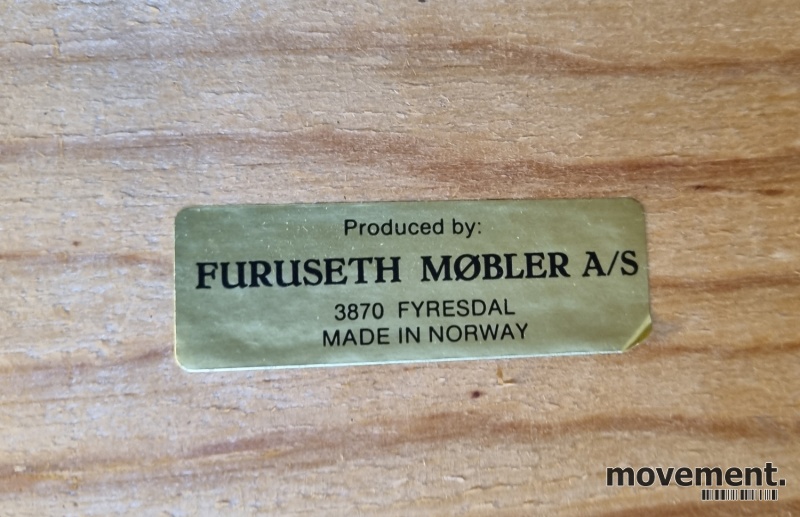 Produced by:
FURUSETH MØBLER A/S
3870 FYRESDAL
MADE IN NORWAY
movement.